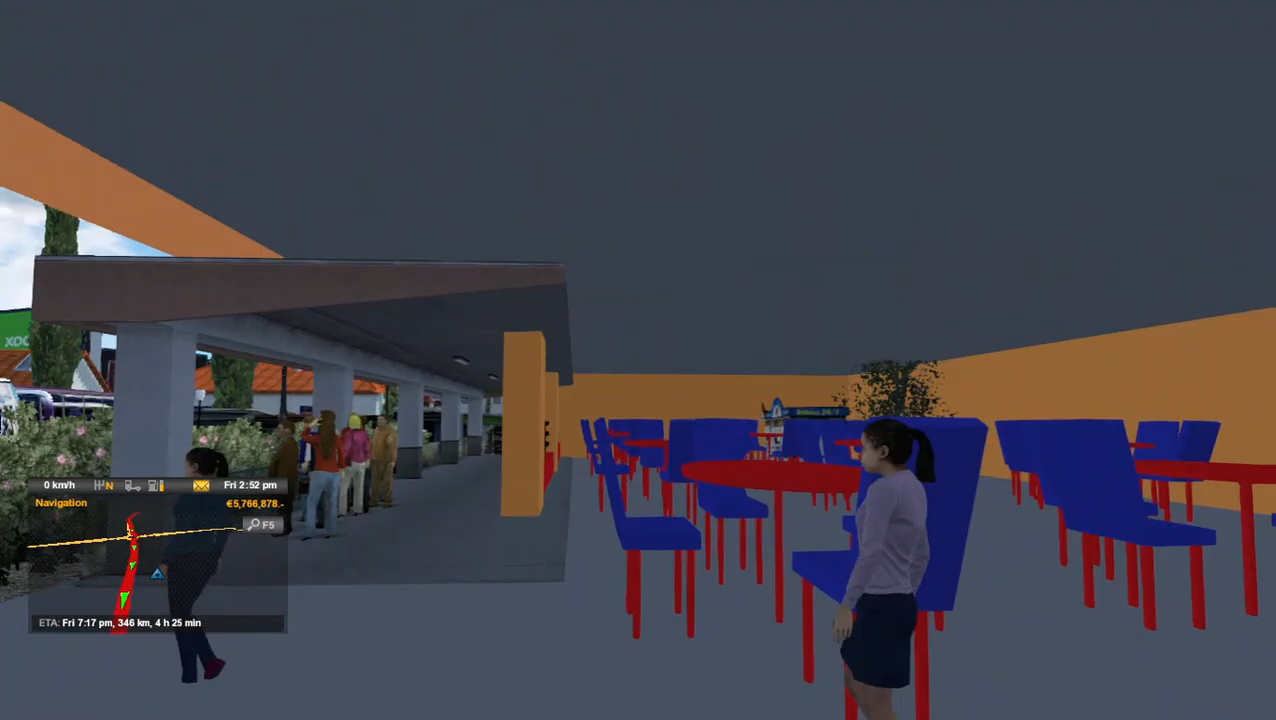 XOO
0 km/h
N
Fri 2:52 pm
Navigation
€5,766,878.-
F5
ETA: Fri 7:17 pm, 346 km, 4 h 25 min